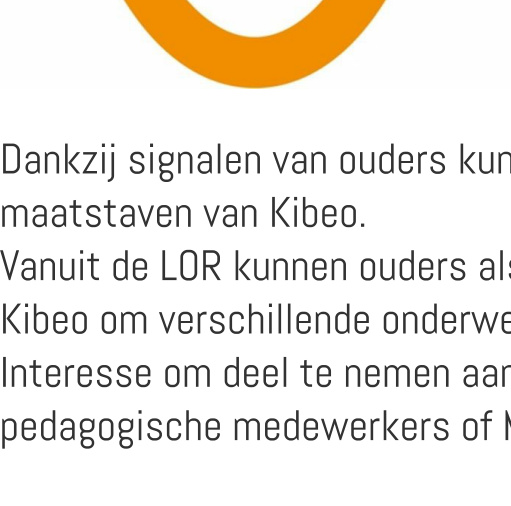 Dankzij signalen van ouders kun
maatstaven van Kibeo.
Vanuit de LOR kunnen ouders als
Kibeo om verschillende onderwe
Interesse om deel te nemen aan
pedagogische medewerkers of M